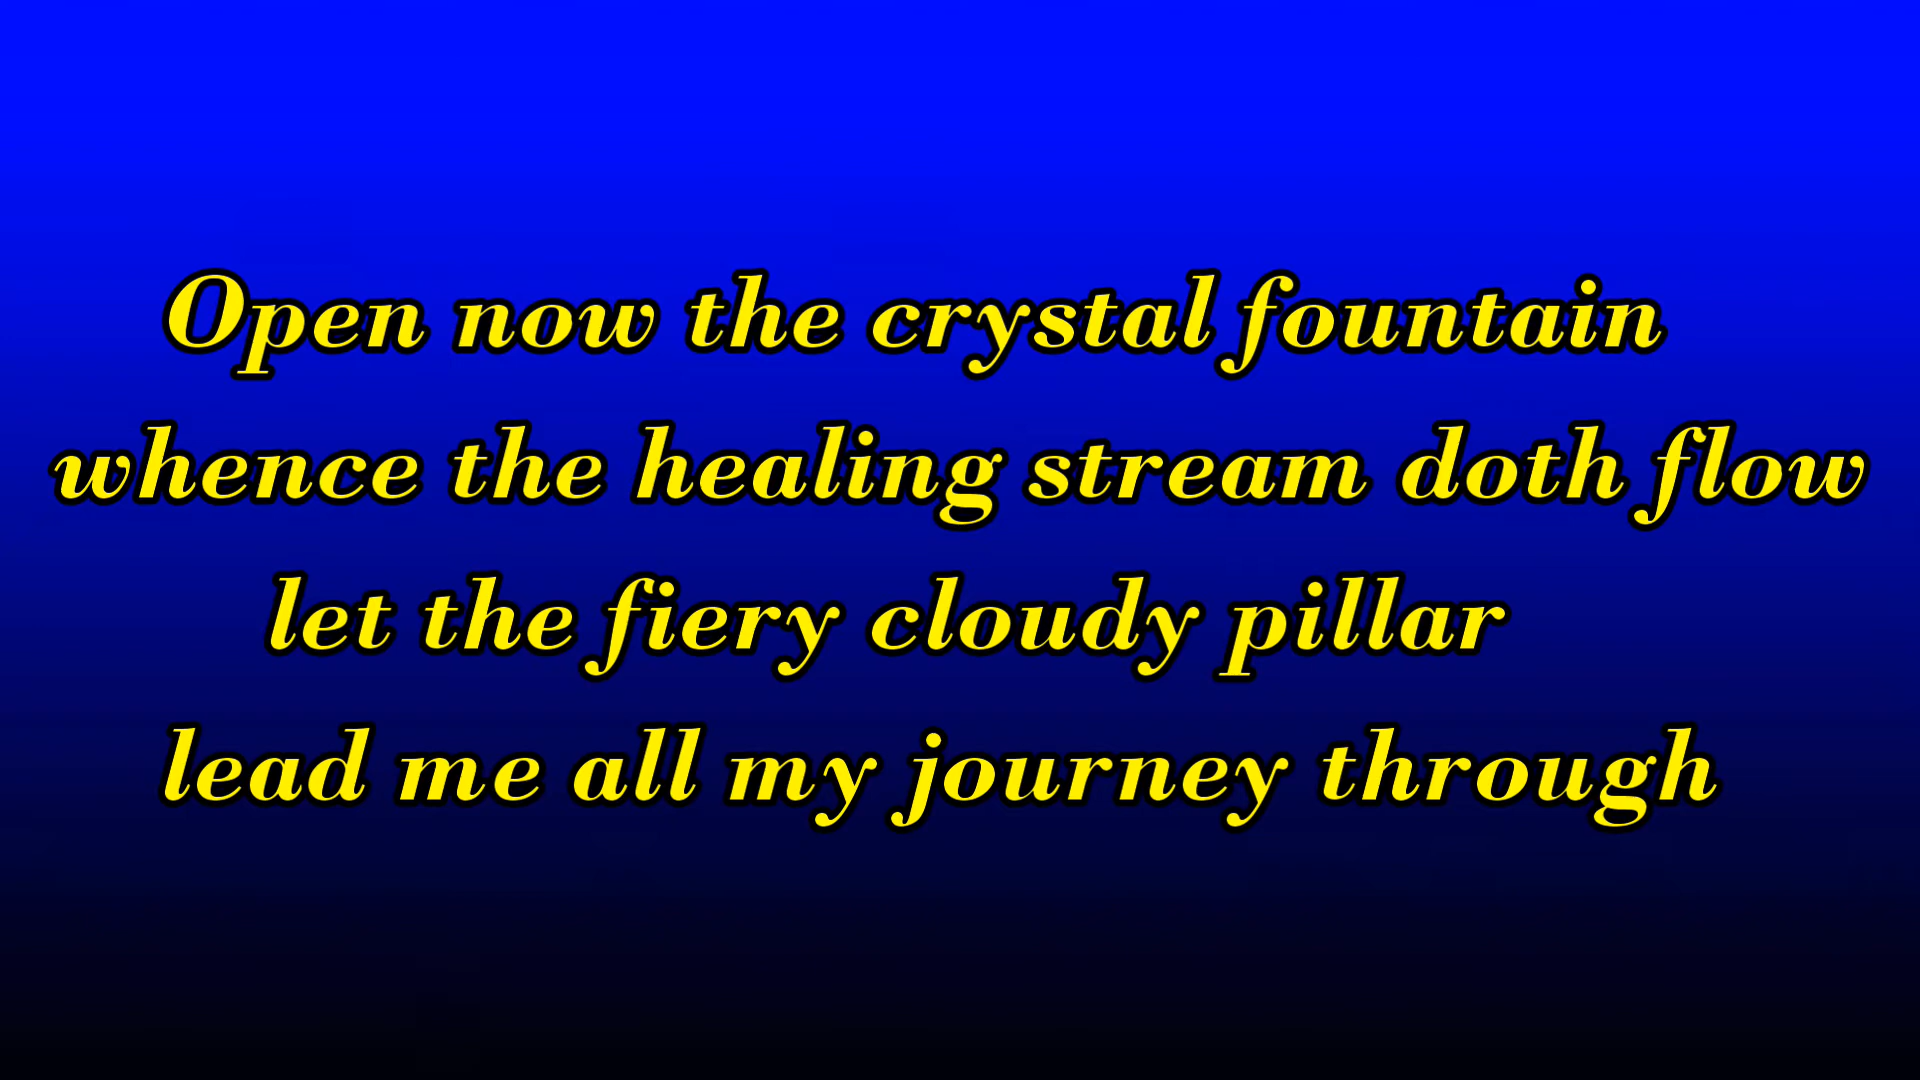 Open now the crystal fountain
whence the healing stream doth flow
let the fiery cloudy pillar
lead me all my journey through